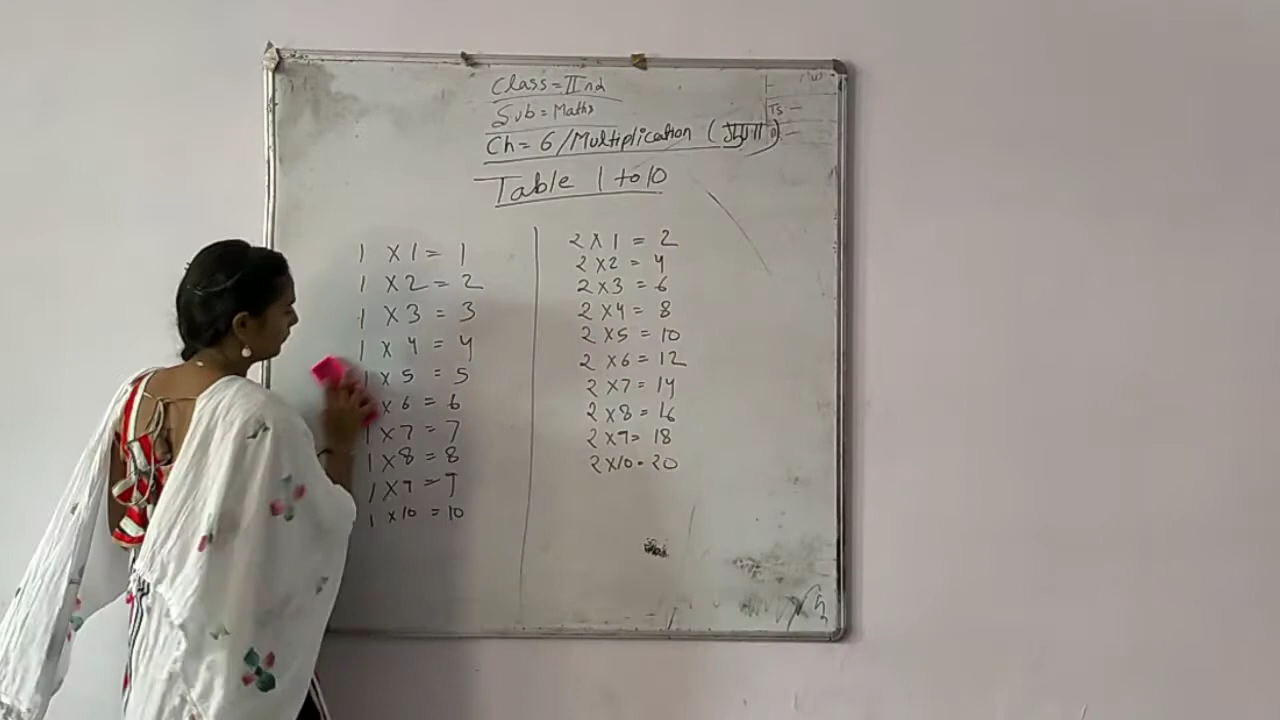 Class = IInd
Sub = Maths
Ch = 6/Multiplication (गुणा)
TS -
Table 1 to 10
1 X 1 = 1
1 X 2 = 2
1 X 3 = 3
1 X 4 = 4
1 X 5 = 5
X 6 = 6
1 X 7 = 7
1 X 8 = 8
1 X 9 = 9
1 X 10 = 10
2 X 1 = 2
2 X 2 = 4
2 X 3 = 6
2 X 4 = 8
2 X 5 = 10
2 X 6 = 12
2 X 7 = 14
2 X 8 = 16
2 X 9 = 18
2 X 10 = 20